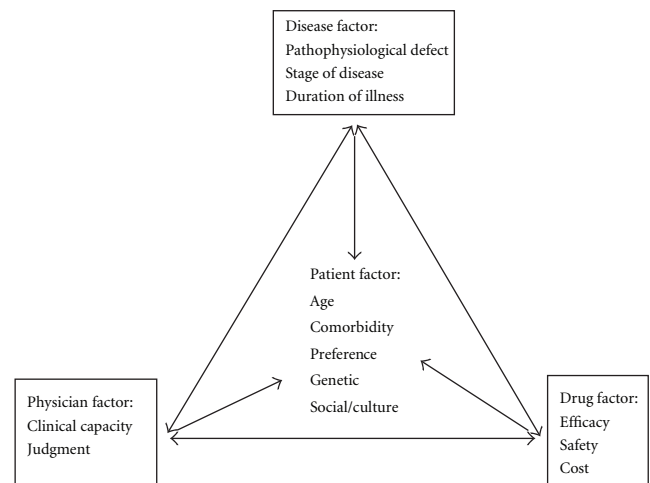 Disease factor:
Pathophysiological defect
Stage of disease
Duration of illness
Patient factor:
Age
Comorbidity
Preference
Genetic
Social/culture
Physician factor:
Clinical capacity
Judgment
Drug factor:
Efficacy
Safety
Cost